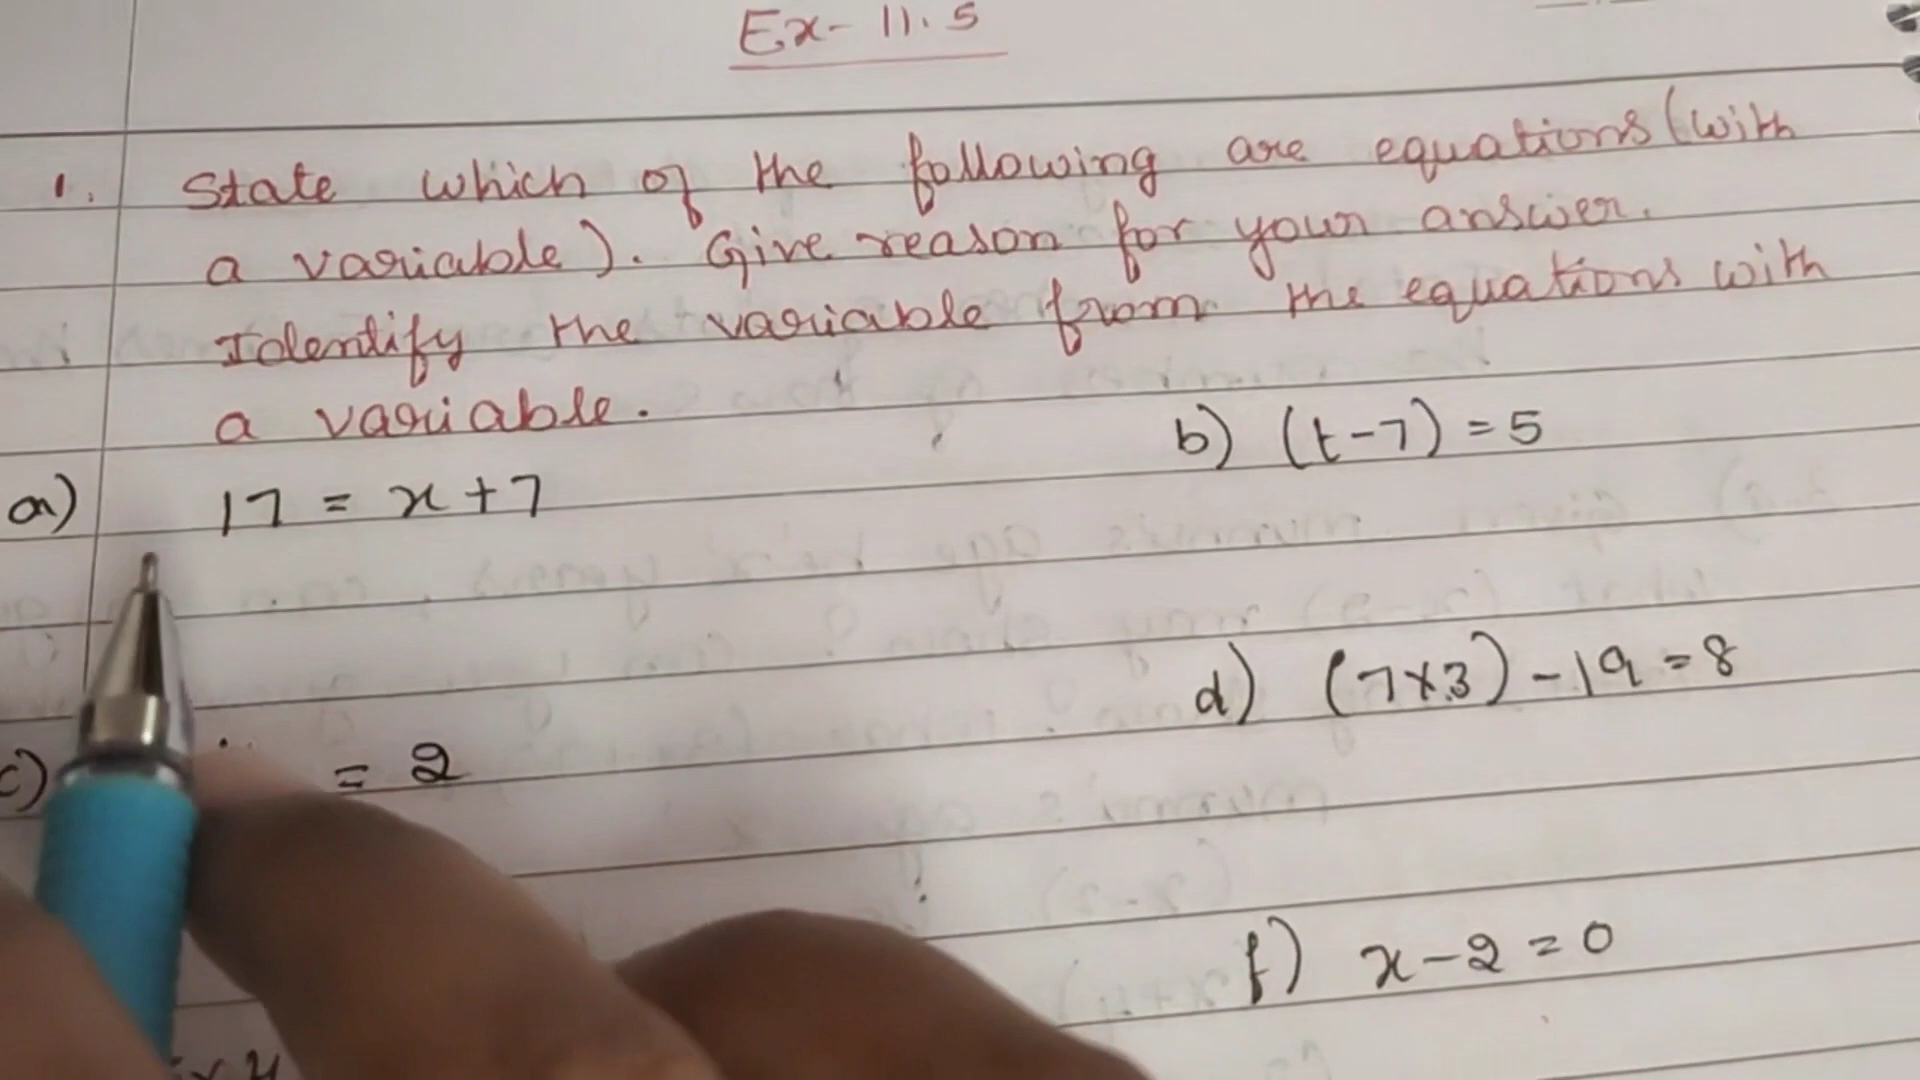 Ex- 11.5
1. State which of the following are equations (with
a variable). Give reason for your answer.
Identify the variable from the equations with
a variable.
a) 17 = x + 7
b) (t-7) = 5
c) = 2
d) (7×3) - 19 = 8
f) x - 2 = 0